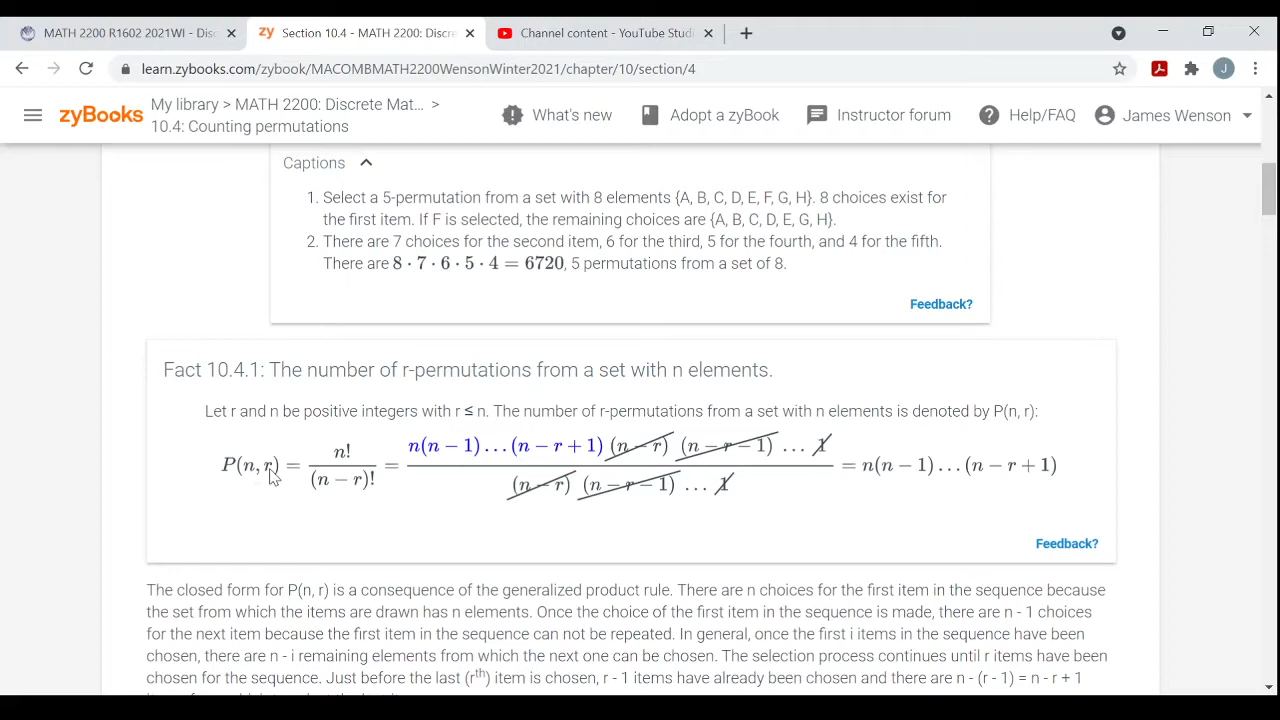 MATH 2200 R1602 2021WI - Disc
Section 10.4 - MATH 2200: Discre
Channel content - YouTube Studi
learn.zybooks.com/zybook/MACOMBMATH2200WensonWinter2021/chapter/10/section/4
J
zyBooks
My library > MATH 2200: Discrete Mat... >
10.4: Counting permutations
What's new
Adopt a zyBook
Instructor forum
Help/FAQ
James Wenson
Captions
1. Select a 5-permutation from a set with 8 elements {A, B, C, D, E, F, G, H}. 8 choices exist for
the first item. If F is selected, the remaining choices are {A, B, C, D, E, G, H}.
2. There are 7 choices for the second item, 6 for the third, 5 for the fourth, and 4 for the fifth.
There are 8 · 7 · 6 · 5 · 4 = 6720, 5 permutations from a set of 8.
Feedback?
Fact 10.4.1: The number of r-permutations from a set with n elements.
Let r and n be positive integers with r ≤ n. The number of r-permutations from a set with n elements is denoted by P(n, r):
P(n, r) = n! / (n − r)! = n(n − 1)...(n − r + 1)(n − r)(n − r − 1) ... 1 / (n − r)(n − r − 1) ... 1 = n(n − 1)...(n − r + 1)
Feedback?
The closed form for P(n, r) is a consequence of the generalized product rule. There are n choices for the first item in the sequence because
the set from which the items are drawn has n elements. Once the choice of the first item in the sequence is made, there are n - 1 choices
for the next item because the first item in the sequence can not be repeated. In general, once the first i items in the sequence have been
chosen, there are n - i remaining elements from which the next one can be chosen. The selection process continues until r items have been
chosen for the sequence. Just before the last (rth) item is chosen, r - 1 items have already been chosen and there are n - (r - 1) = n - r + 1